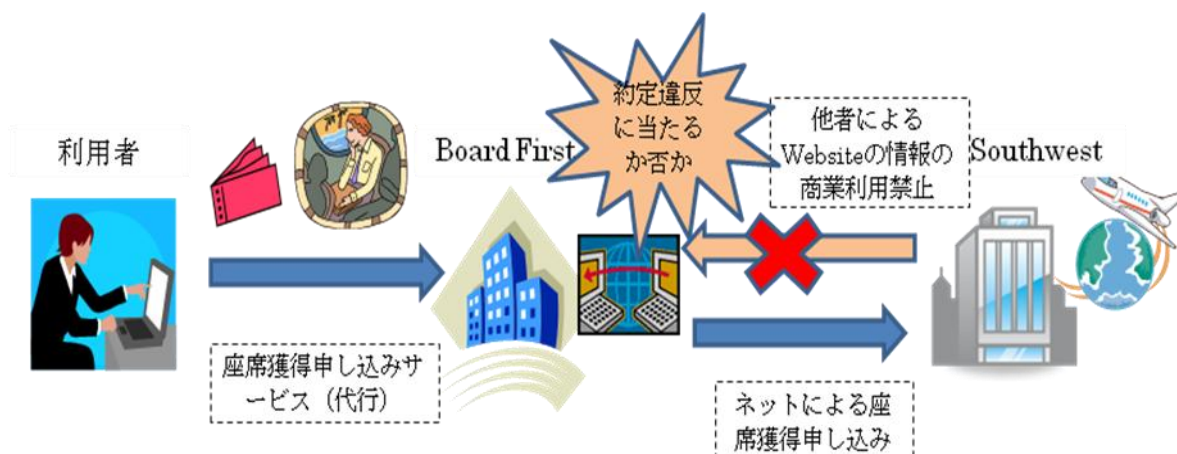 利用者
Board First
約定違反
に当たる
か否か
他者による
Websiteの情報の
商業利用禁止
Southwest
座席獲得申し込みサ
ービス（代行）
ネットによる座
席獲得申し込み